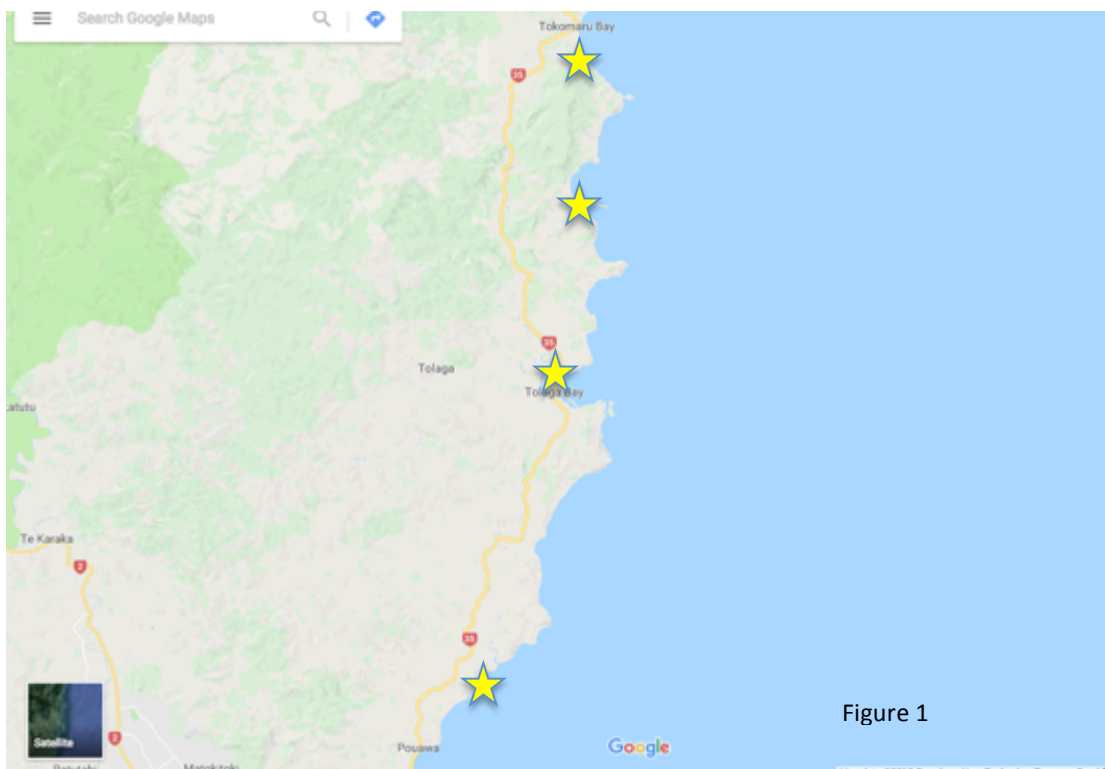 Search Google Maps
Tokomaru Bay
35
35
Tolaga
Tolaga Bay
Te Karaka
2
35
Figure 1
Satellite
2
Pouawa
Google